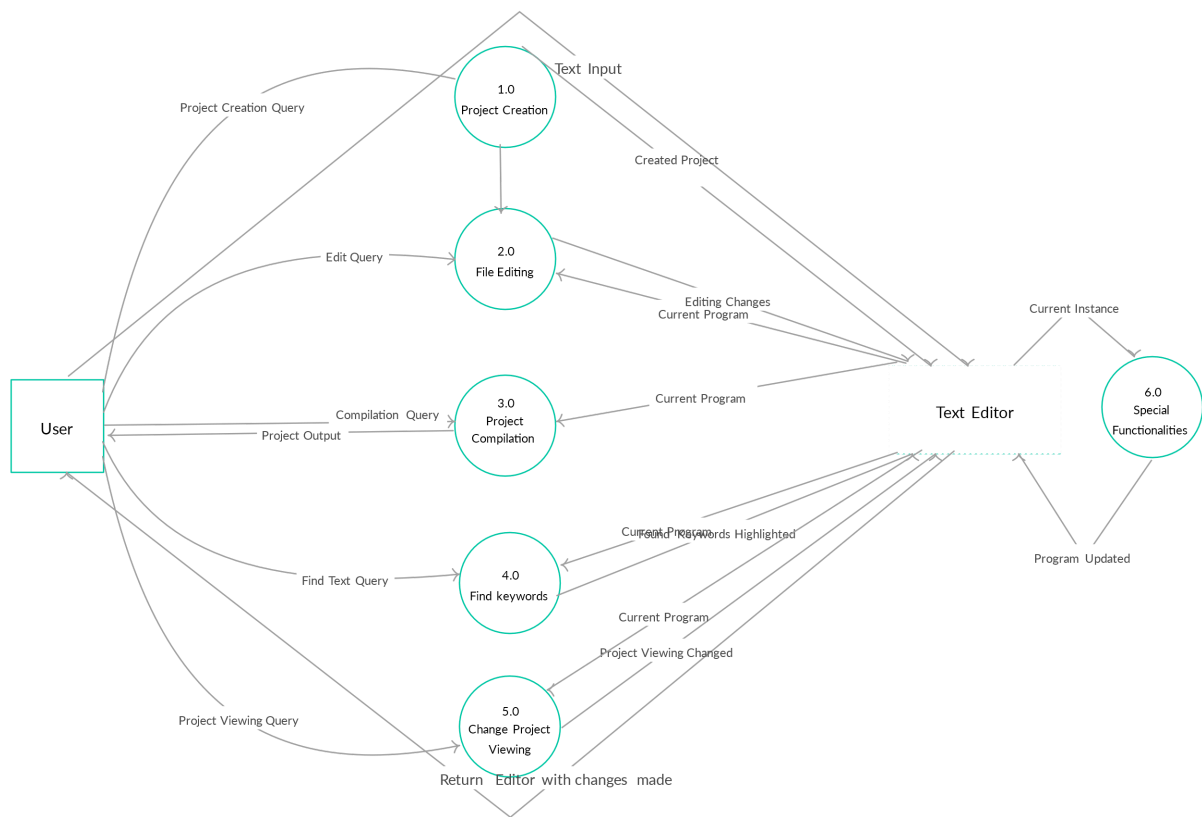 Text Input
1.0
Project Creation
Project Creation Query
Created Project
2.0
File Editing
Edit Query
Editing Changes
Current Program
Current Instance
3.0
Project
Compilation
Compilation Query
Project Output
Current Program
User
Text Editor
6.0
Special
Functionalities
Current Program
Found Keywords Highlighted
4.0
Find keywords
Find Text Query
Program Updated
Current Program
Project Viewing Changed
5.0
Change Project
Viewing
Project Viewing Query
Return Editor with changes made